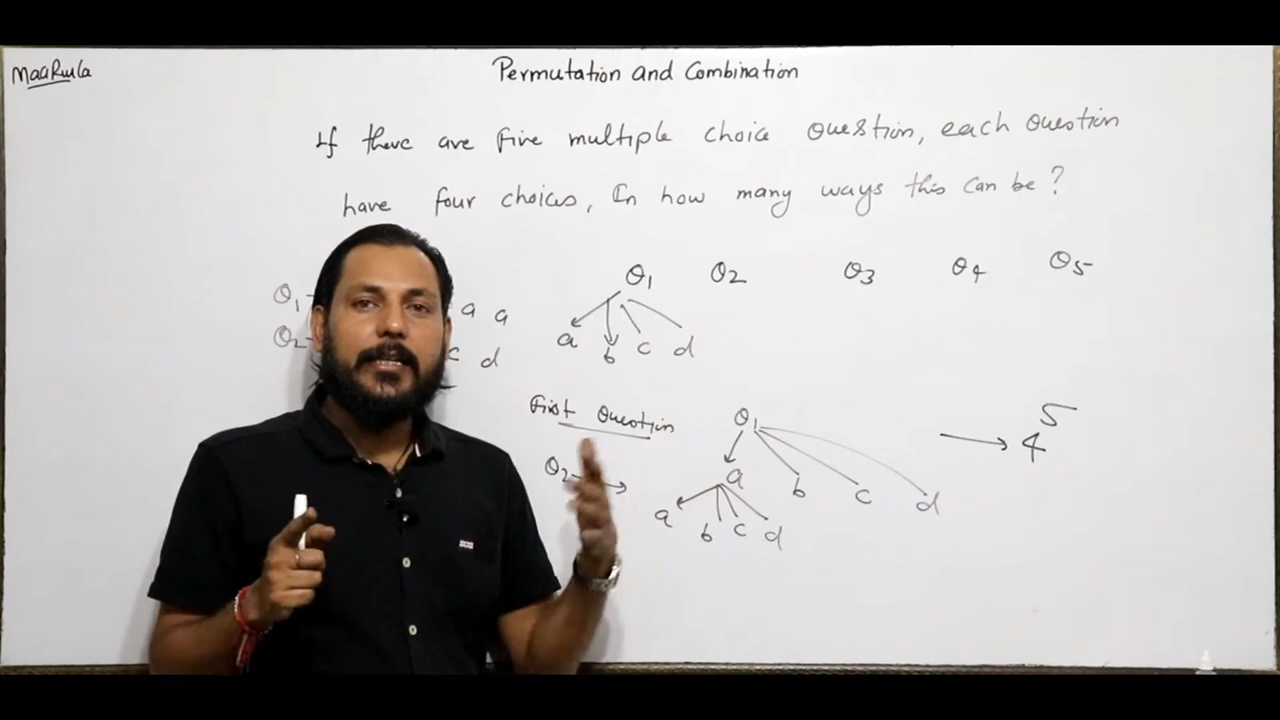 MaaRula
Permutation and Combination
If there are five multiple choice question, each question
have four choices, In how many ways this can be?
Q1 Q2 Q3 Q4 Q5
Q1 a a
a b c d
Q2 c d
First Question
Q1
5
4
Q2
a b c d
a b c d